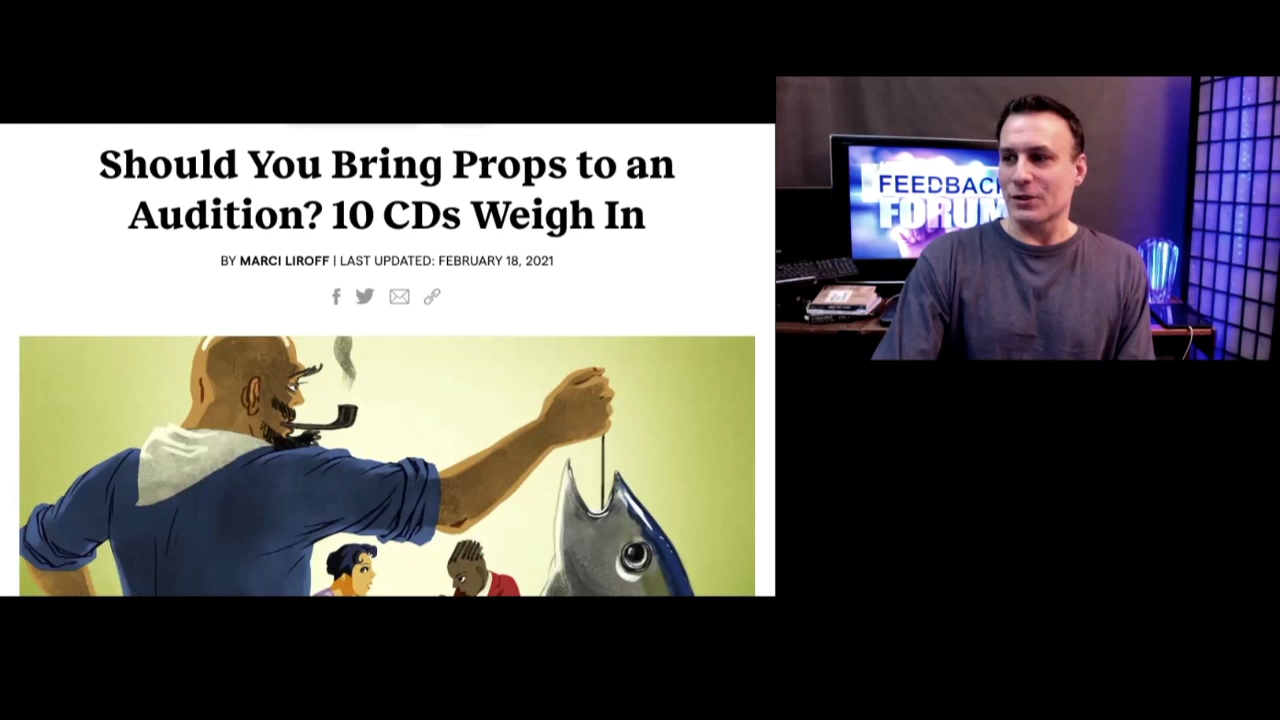 Should You Bring Props to an
Audition? 10 CDs Weigh In
BY MARCI LIROFF | LAST UPDATED: FEBRUARY 18, 2021
FEEDBACK
FORUM